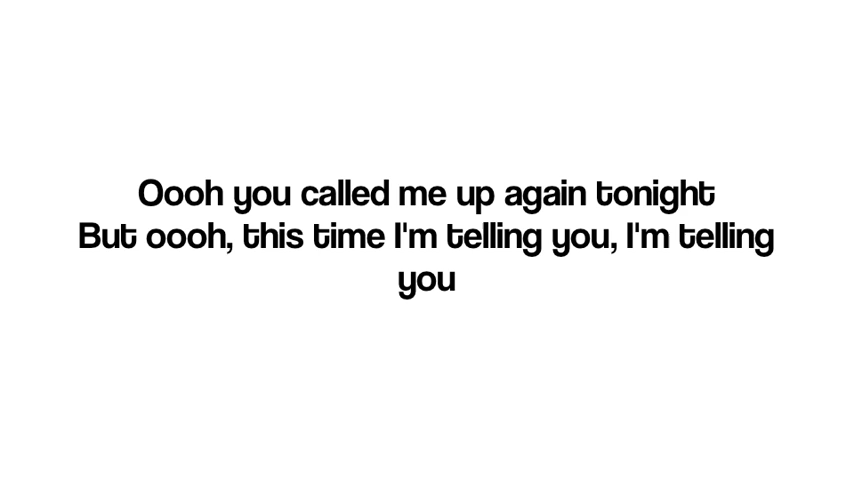 Oooh you called me up again tonight
But oooh, this time I'm telling you, I'm telling
you